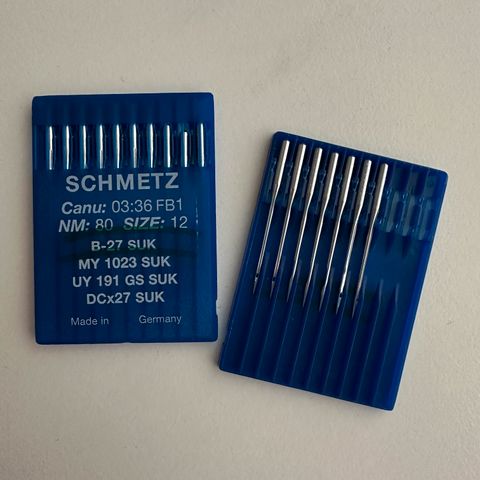 SCHMETZ
Canu: 03:36 FB1
NM: 80 SIZE: 12
B-27 SUK
MY 1023 SUK
UY 191 GS SUK
DCx27 SUK
Made in Germany